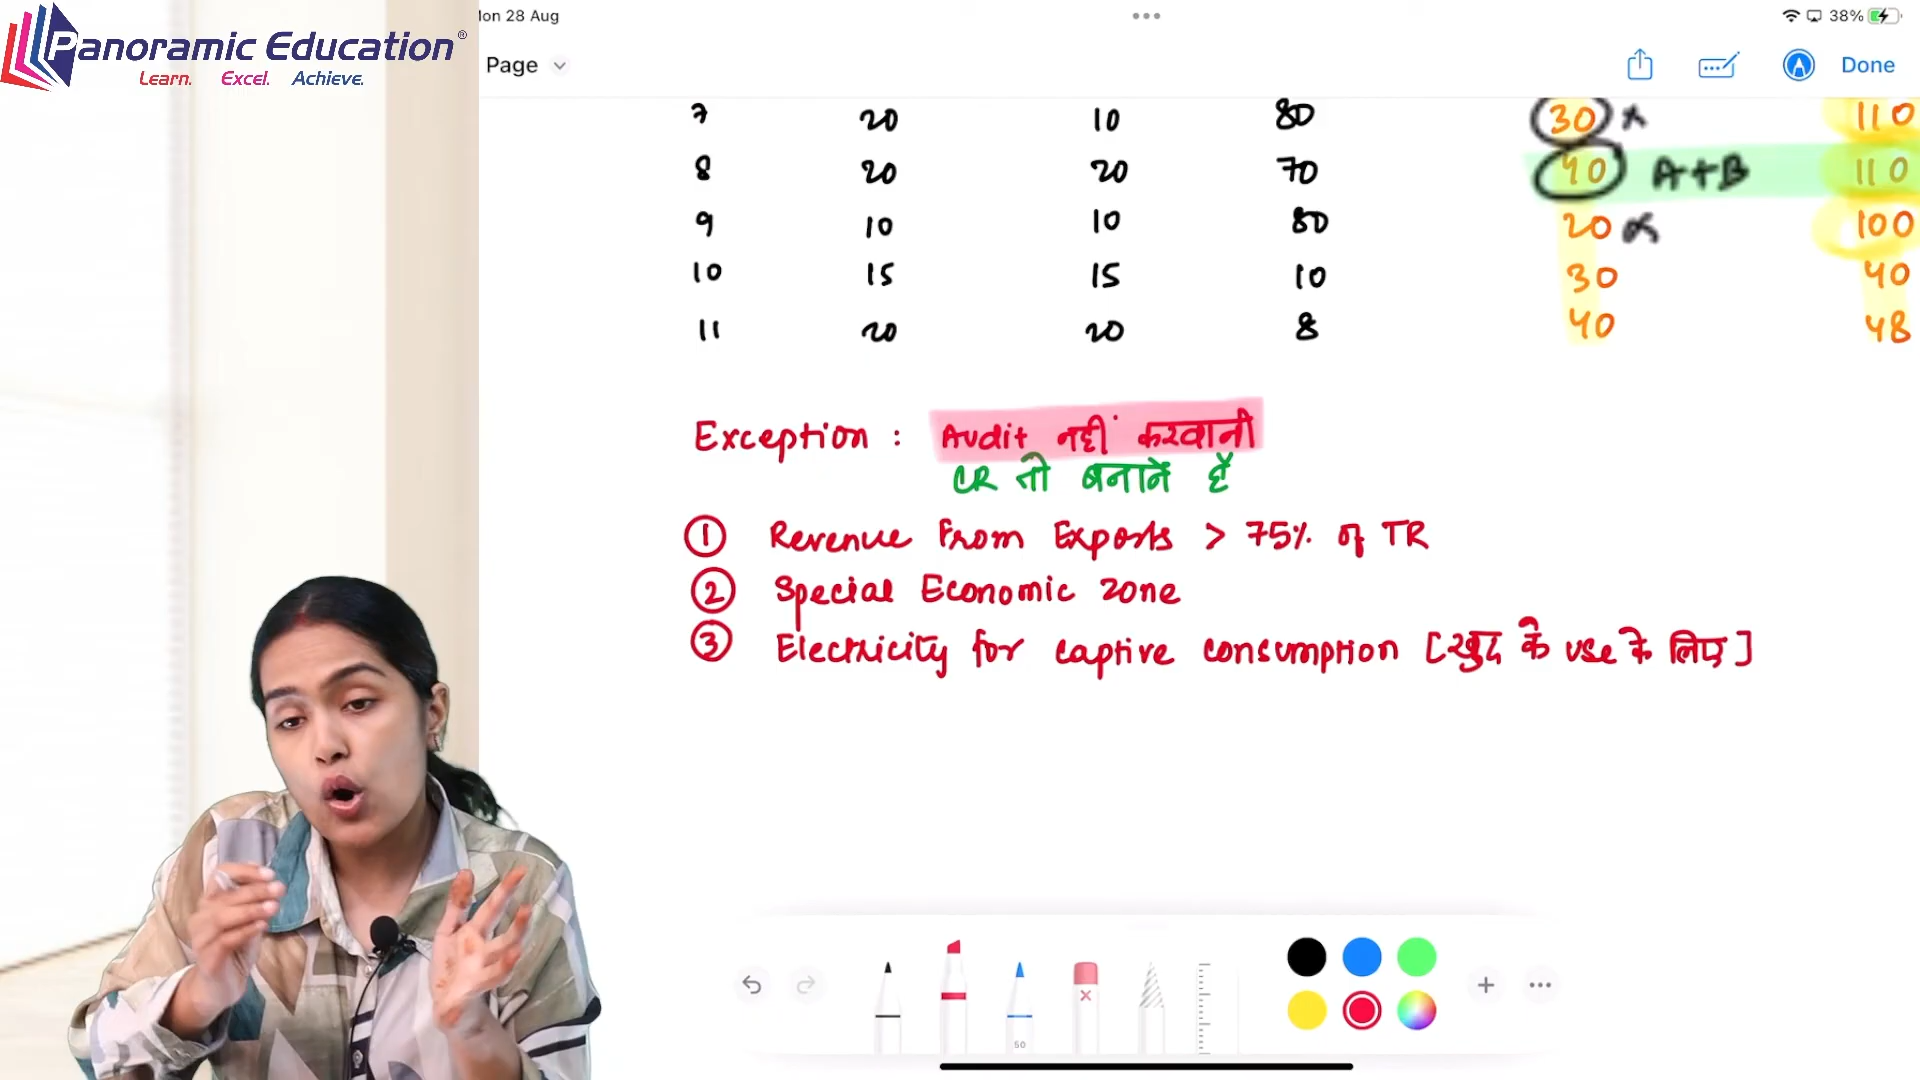 Panoramic Education®
Learn. Excel. Achieve.
Mon 28 Aug
38%
Page
Done
7 20 10 80 30 x 110
8 20 20 70 40 A+B 110
9 10 10 80 20 x 100
10 15 15 10 30 40
11 20 20 8 40 48
Exception : Audit नहीं करवानी
CR तो बनाने हैं
① Revenue From Exports > 75% of TR
② Special Economic Zone
③ Electricity for captive consumption [खुद के use के लिए]
50